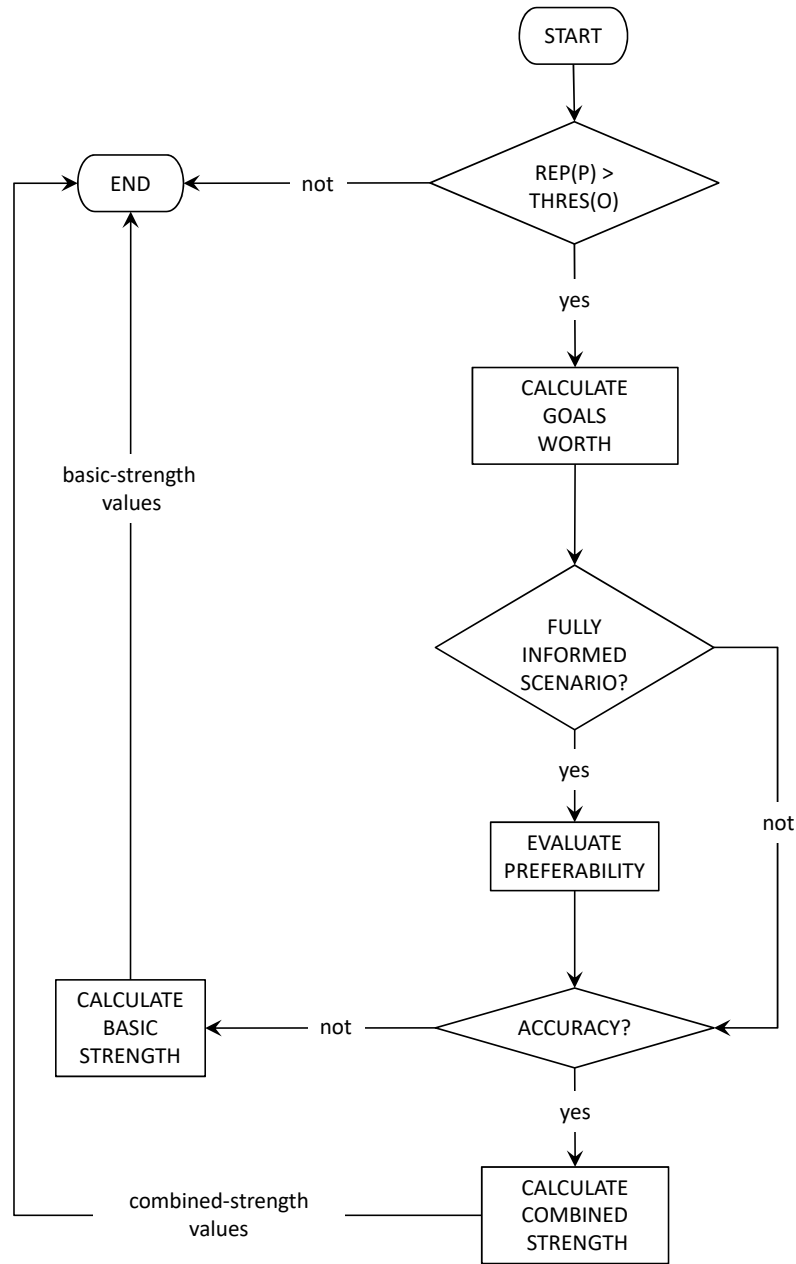 START
REP(P) >
THRES(O)
not
END
yes
CALCULATE
GOALS
WORTH
basic-strength
values
FULLY
INFORMED
SCENARIO?
yes
not
EVALUATE
PREFERABILITY
CALCULATE
BASIC
STRENGTH
not
ACCURACY?
yes
combined-strength
values
CALCULATE
COMBINED
STRENGTH